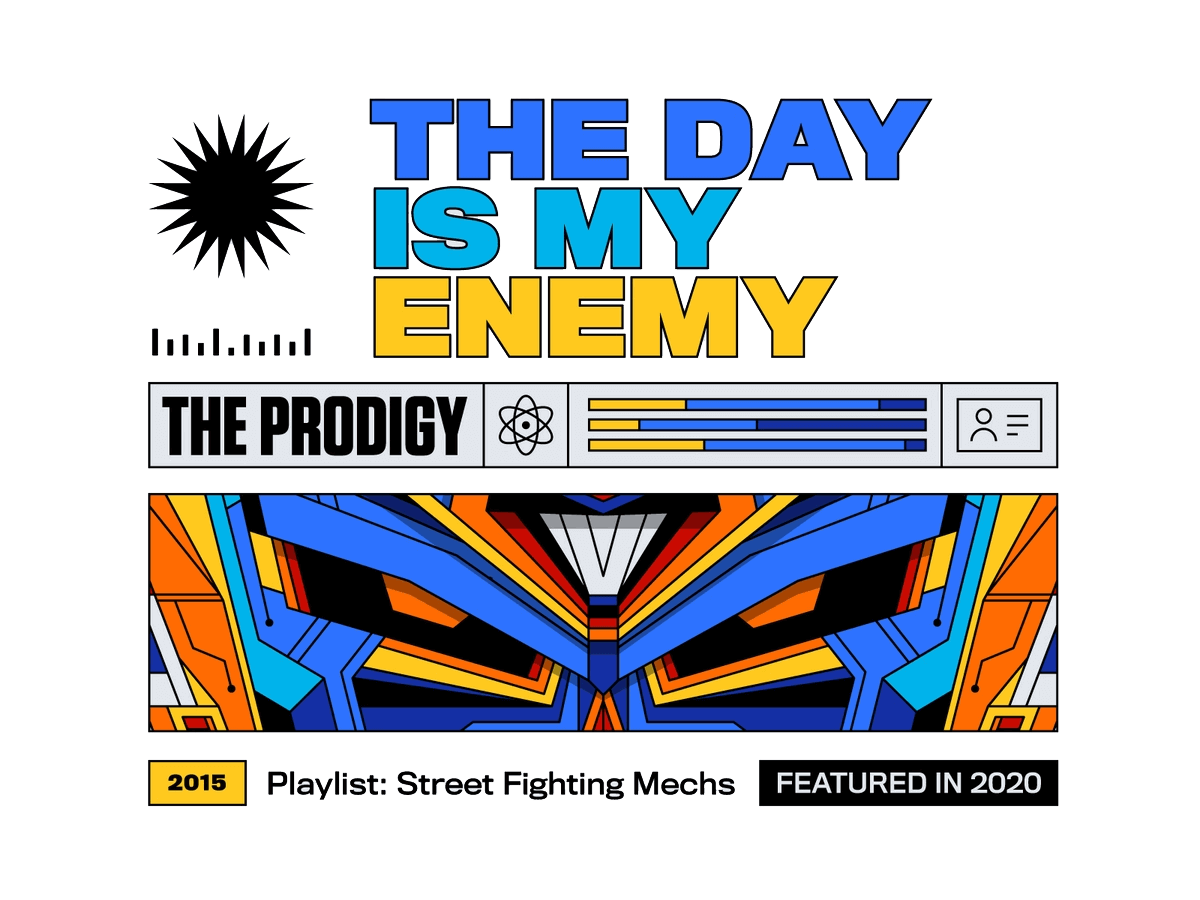 THE DAY
IS MY
ENEMY
THE PRODIGY
2015
Playlist: Street Fighting Mechs
FEATURED IN 2020